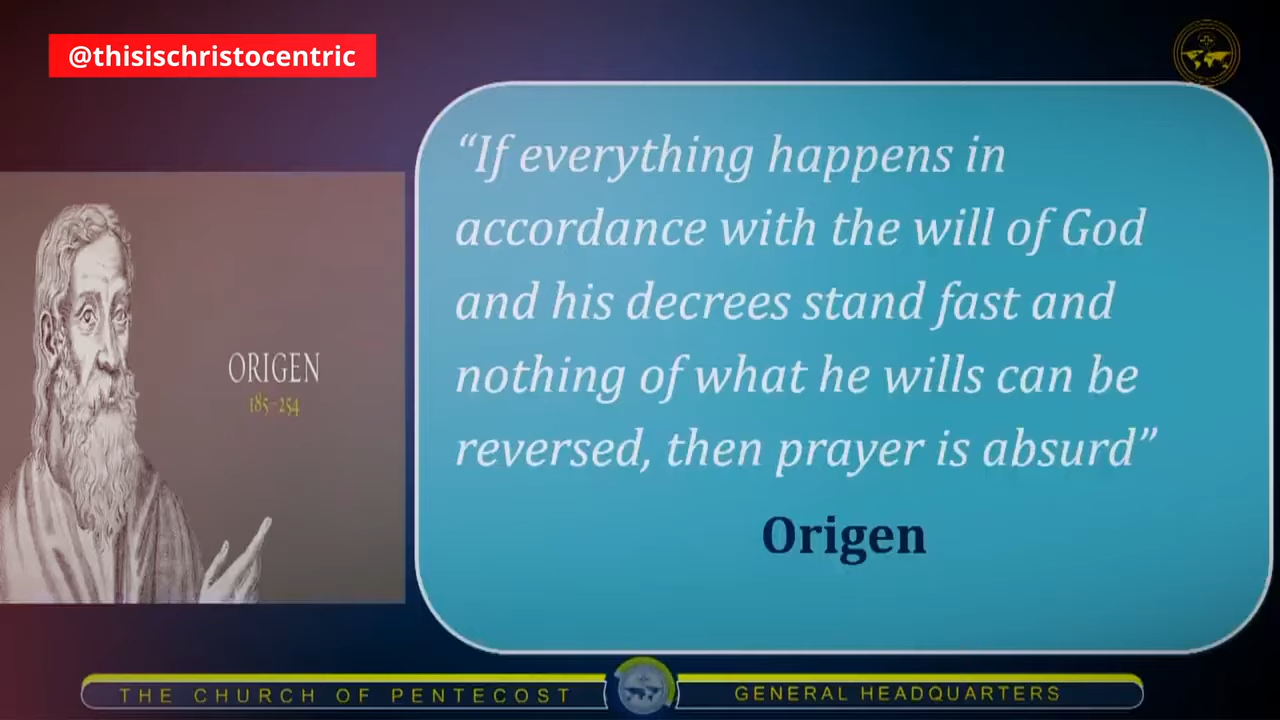 @thisischristocentric
“If everything happens in
accordance with the will of God
and his decrees stand fast and
nothing of what he wills can be
reversed, then prayer is absurd”
Origen
ORIGEN
185-254
THE CHURCH OF PENTECOST
GENERAL HEADQUARTERS